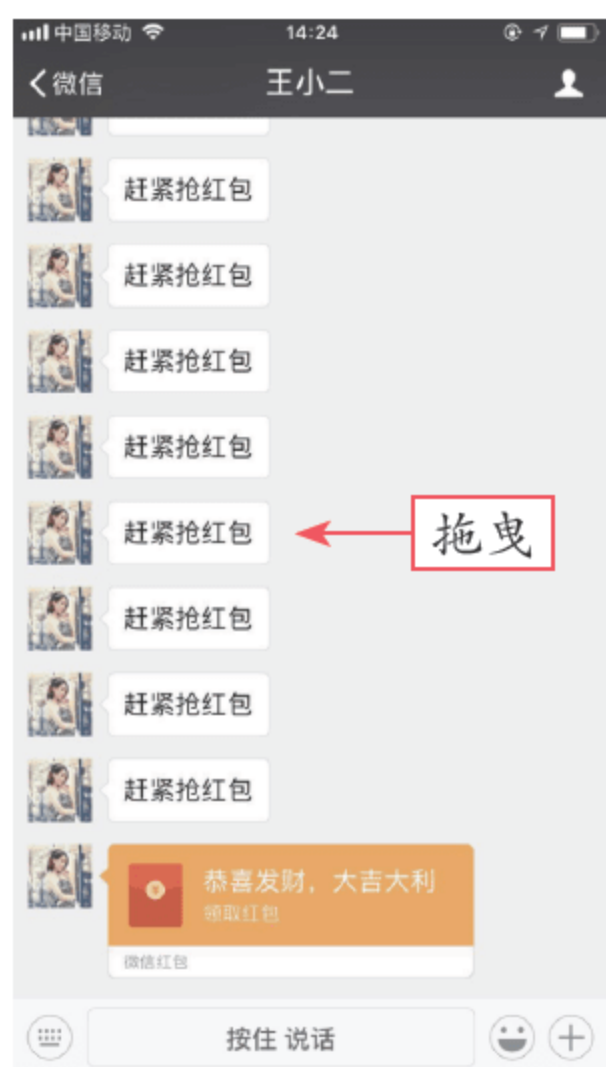 中国移动 14:24
微信 王小二
赶紧抢红包
赶紧抢红包
赶紧抢红包
赶紧抢红包
赶紧抢红包 拖曳
赶紧抢红包
赶紧抢红包
赶紧抢红包
恭喜发财，大吉大利
领取红包
微信红包
按住 说话